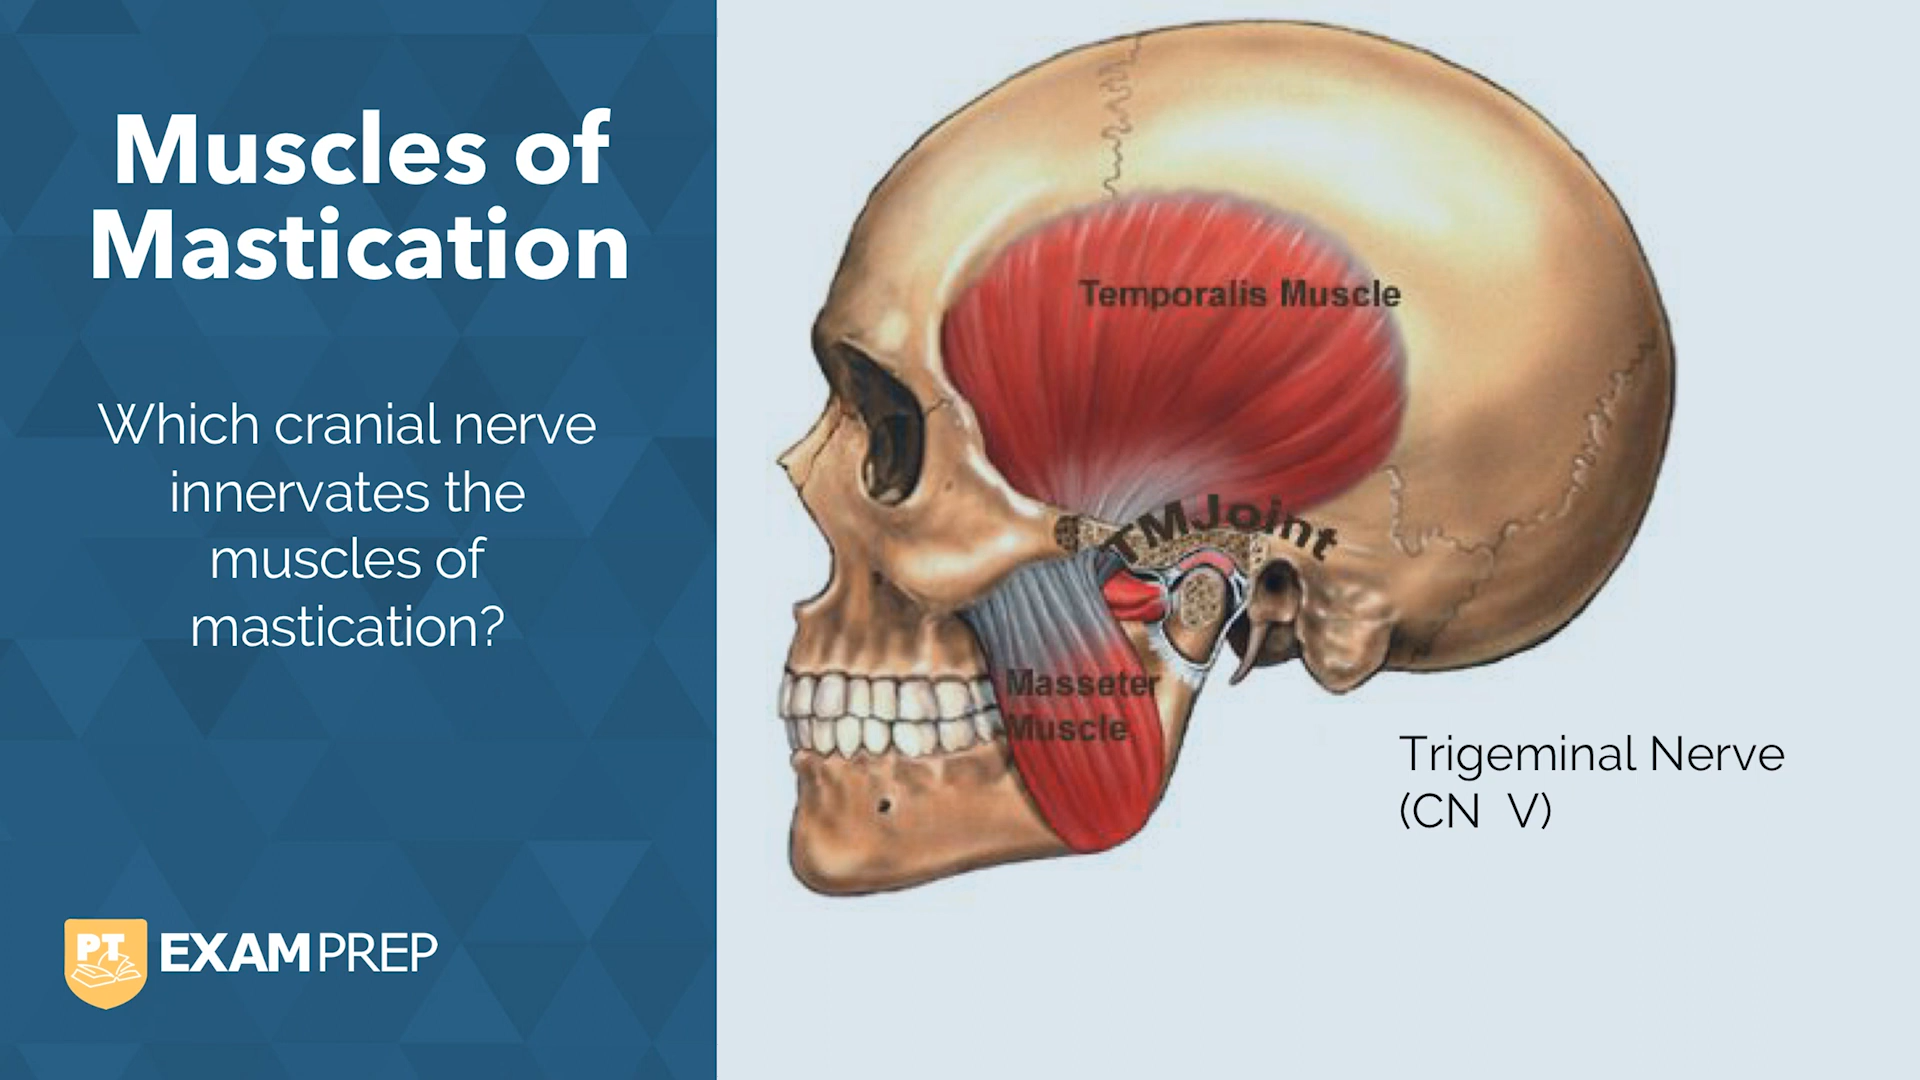 Muscles of
Mastication
Which cranial nerve
innervates the
muscles of
mastication?
PT
EXAMPREP
Temporalis Muscle
TMJoint
Masseter
Muscle
Trigeminal Nerve
(CN V)